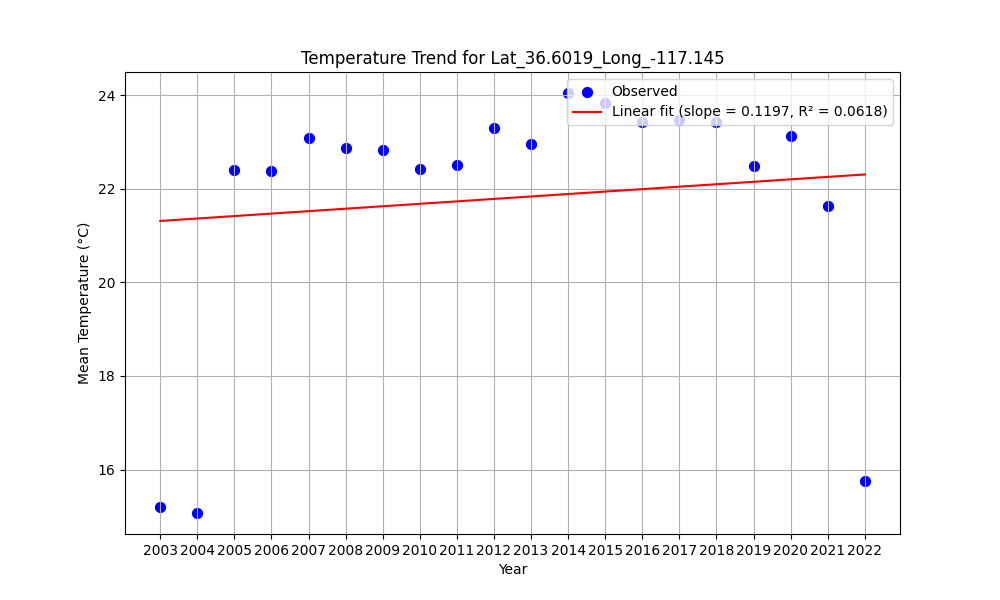 Temperature Trend for Lat_36.6019_Long_-117.145
Observed
Linear fit (slope = 0.1197, R² = 0.0618)
Mean Temperature (°C)
24
22
20
18
16
2003 2004 2005 2006 2007 2008 2009 2010 2011 2012 2013 2014 2015 2016 2017 2018 2019 2020 2021 2022
Year